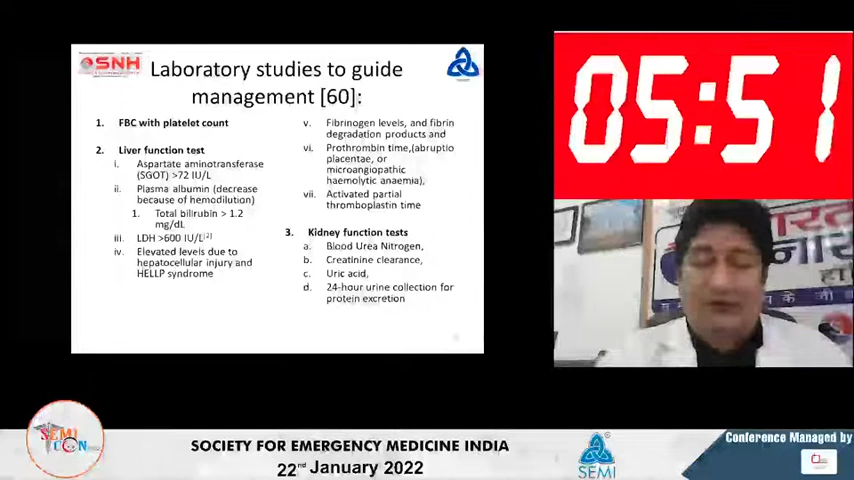 SNH
Laboratory studies to guide
management [60]:
1. FBC with platelet count
2. Liver function test
i. Aspartate aminotransferase
(SGOT) >72 IU/L
ii. Plasma albumin (decrease
because of hemodilution)
1. Total bilirubin > 1.2
mg/dL
iii. LDH >600 IU/L[2]
iv. Elevated levels due to
hepatocellular injury and
HELLP syndrome
v. Fibrinogen levels, and fibrin
degradation products and
vi. Prothrombin time,(abruptio
placentae, or
microangiopathic
haemolytic anaemia),
vii. Activated partial
thromboplastin time
3. Kidney function tests
a. Blood Urea Nitrogen,
b. Creatinine clearance,
c. Uric acid,
d. 24-hour urine collection for
protein excretion
05:51
SOCIETY FOR EMERGENCY MEDICINE INDIA
22nd January 2022
SEMI
Conference Managed by